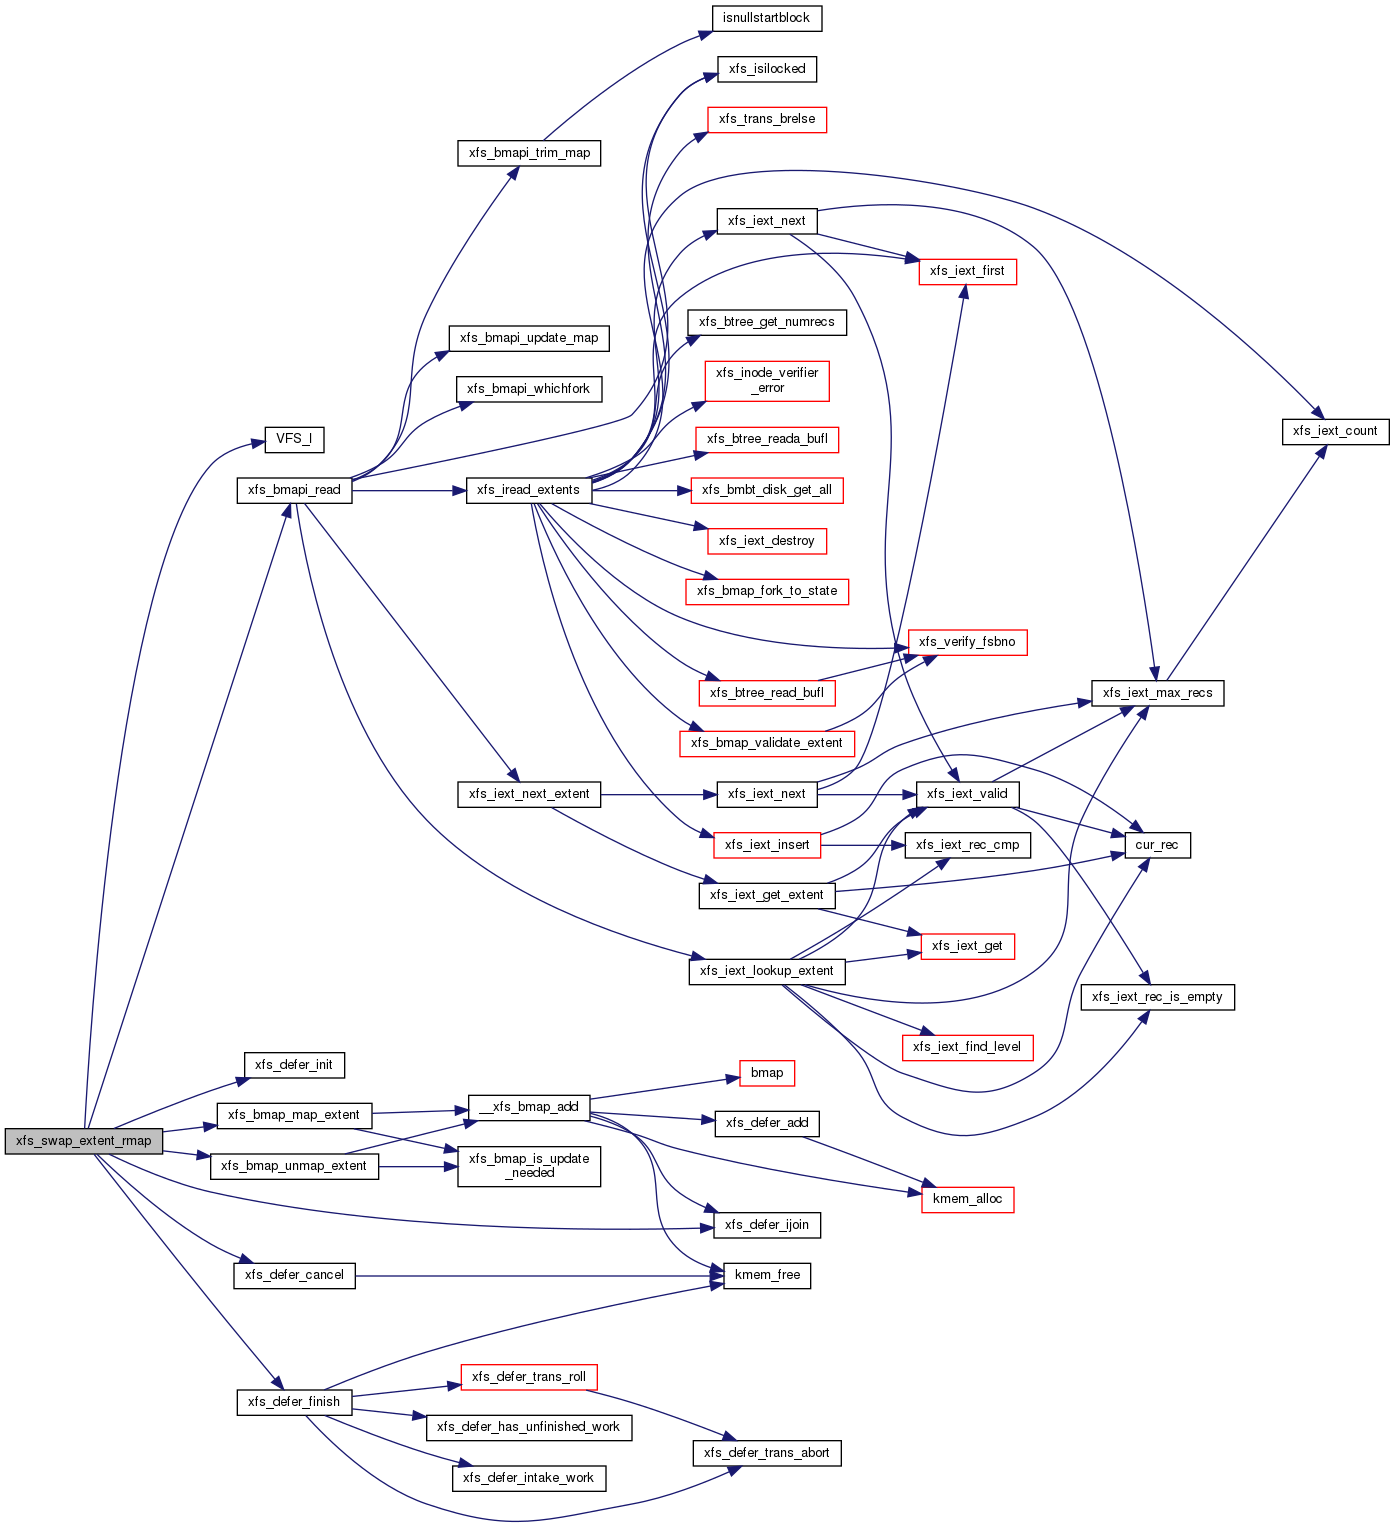 isnullstartblock
xfs_isilocked
xfs_trans_brelse
xfs_bmapi_trim_map
xfs_iext_next
xfs_iext_first
xfs_btree_get_numrecs
xfs_bmapi_update_map
xfs_inode_verifier
_error
xfs_bmapi_whichfork
xfs_iext_count
VFS_I
xfs_btree_reada_bufl
xfs_bmapi_read
xfs_iread_extents
xfs_bmbt_disk_get_all
xfs_iext_destroy
xfs_bmap_fork_to_state
xfs_verify_fsbno
xfs_btree_read_bufl
xfs_iext_max_recs
xfs_bmap_validate_extent
xfs_iext_next_extent
xfs_iext_next
xfs_iext_valid
xfs_iext_insert
xfs_iext_rec_cmp
cur_rec
xfs_iext_get_extent
xfs_iext_get
xfs_iext_lookup_extent
xfs_iext_rec_is_empty
xfs_iext_find_level
xfs_defer_init
bmap
xfs_bmap_map_extent
__xfs_bmap_add
xfs_defer_add
xfs_swap_extent_rmap
xfs_bmap_unmap_extent
xfs_bmap_is_update
_needed
kmem_alloc
xfs_defer_ijoin
xfs_defer_cancel
kmem_free
xfs_defer_trans_roll
xfs_defer_finish
xfs_defer_has_unfinished_work
xfs_defer_trans_abort
xfs_defer_intake_work